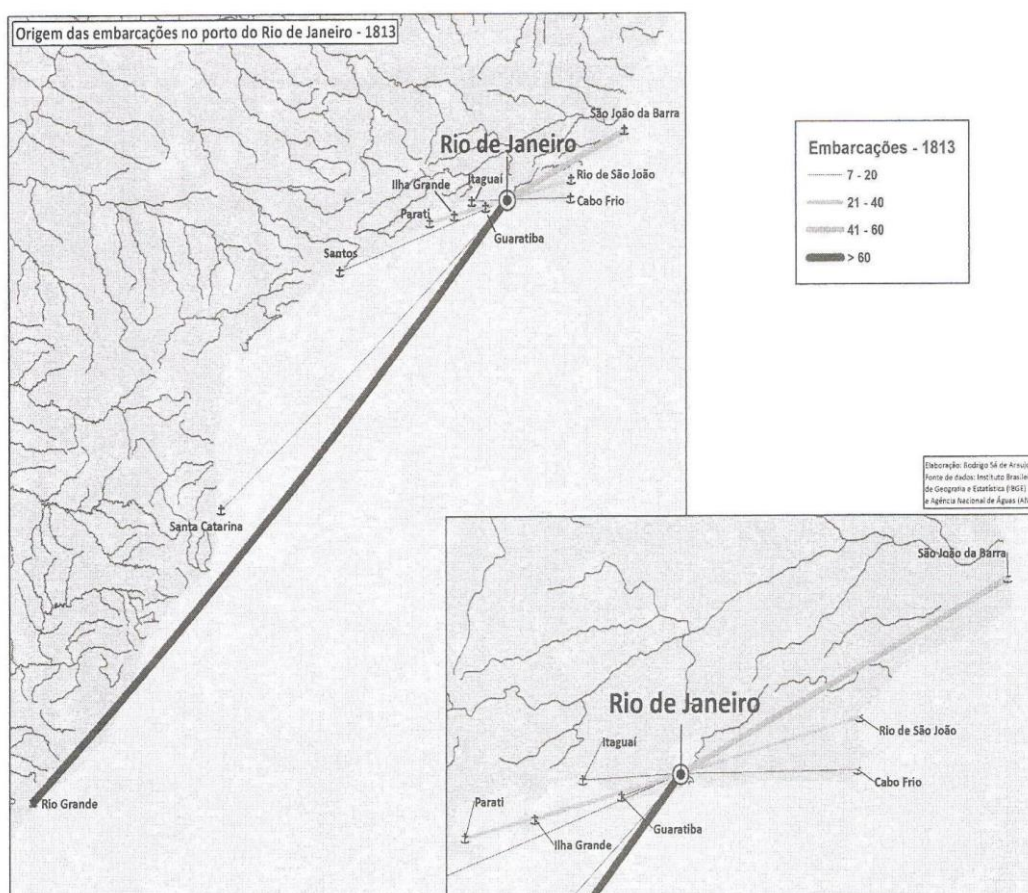 Origem das embarcações no porto do Rio de Janeiro - 1813
São João da Barra
Rio de Janeiro
Rio de São João
Itaguaí
Ilha Grande
Cabo Frio
Parati
Guaratiba
Santos
Santa Catarina
Rio Grande
Embarcações - 1813
7 - 20
21 - 40
41 - 60
> 60
Elaboração: Rodrigo Sá de Arauj
Fonte de dados: Instituto Brasile
de Geografia e Estatística (IBGE)
e Agência Nacional de Águas (AN
São João da Barra
Rio de Janeiro
Rio de São João
Itaguaí
Cabo Frio
Parati
Guaratiba
Ilha Grande